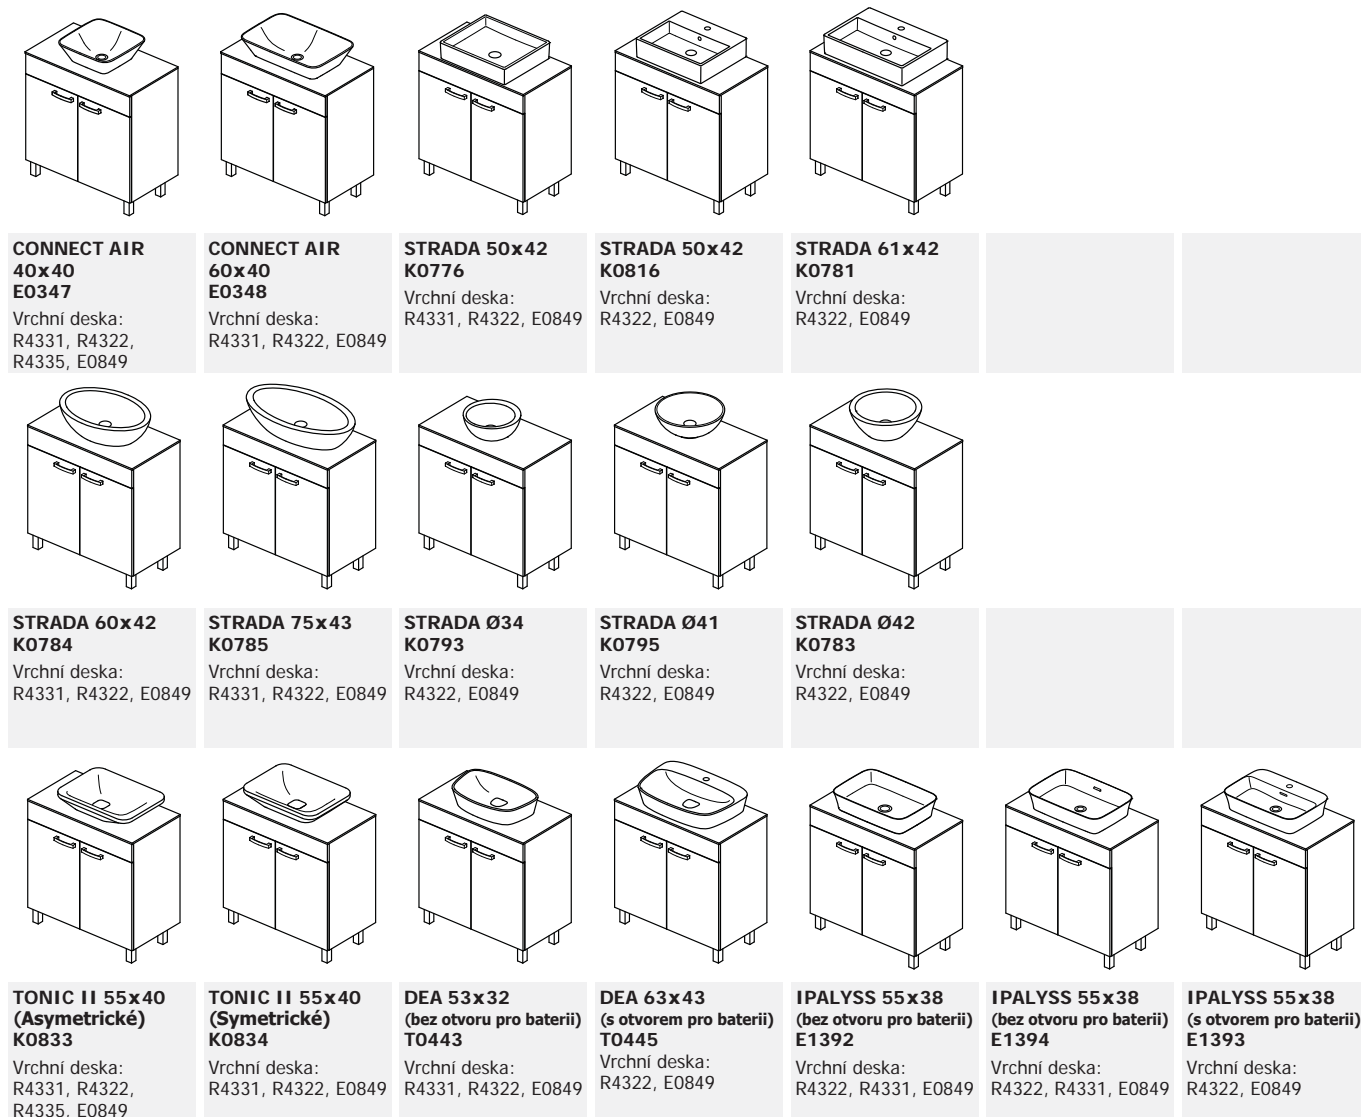 CONNECT AIR
40x40
E0347
Vrchní deska:
R4331, R4322,
R4335, E0849
CONNECT AIR
60x40
E0348
Vrchní deska:
R4331, R4322, E0849
STRADA 50x42
K0776
Vrchní deska:
R4331, R4322, E0849
STRADA 50x42
K0816
Vrchní deska:
R4322, E0849
STRADA 61x42
K0781
Vrchní deska:
R4322, E0849
STRADA 60x42
K0784
Vrchní deska:
R4331, R4322, E0849
STRADA 75x43
K0785
Vrchní deska:
R4331, R4322, E0849
STRADA Ø34
K0793
Vrchní deska:
R4322, E0849
STRADA Ø41
K0795
Vrchní deska:
R4322, E0849
STRADA Ø42
K0783
Vrchní deska:
R4322, E0849
TONIC II 55x40
(Asymetrické)
K0833
Vrchní deska:
R4331, R4322,
R4335, E0849
TONIC II 55x40
(Symetrické)
K0834
Vrchní deska:
R4331, R4322, E0849
DEA 53x32
(bez otvoru pro baterii)
T0443
Vrchní deska:
R4331, R4322, E0849
DEA 63x43
(s otvorem pro baterii)
T0445
Vrchní deska:
R4322, E0849
IPALYSS 55x38
(bez otvoru pro baterii)
E1392
Vrchní deska:
R4322, R4331, E0849
IPALYSS 55x38
(bez otvoru pro baterii)
E1394
Vrchní deska:
R4322, R4331, E0849
IPALYSS 55x38
(s otvorem pro baterii)
E1393
Vrchní deska:
R4322, E0849